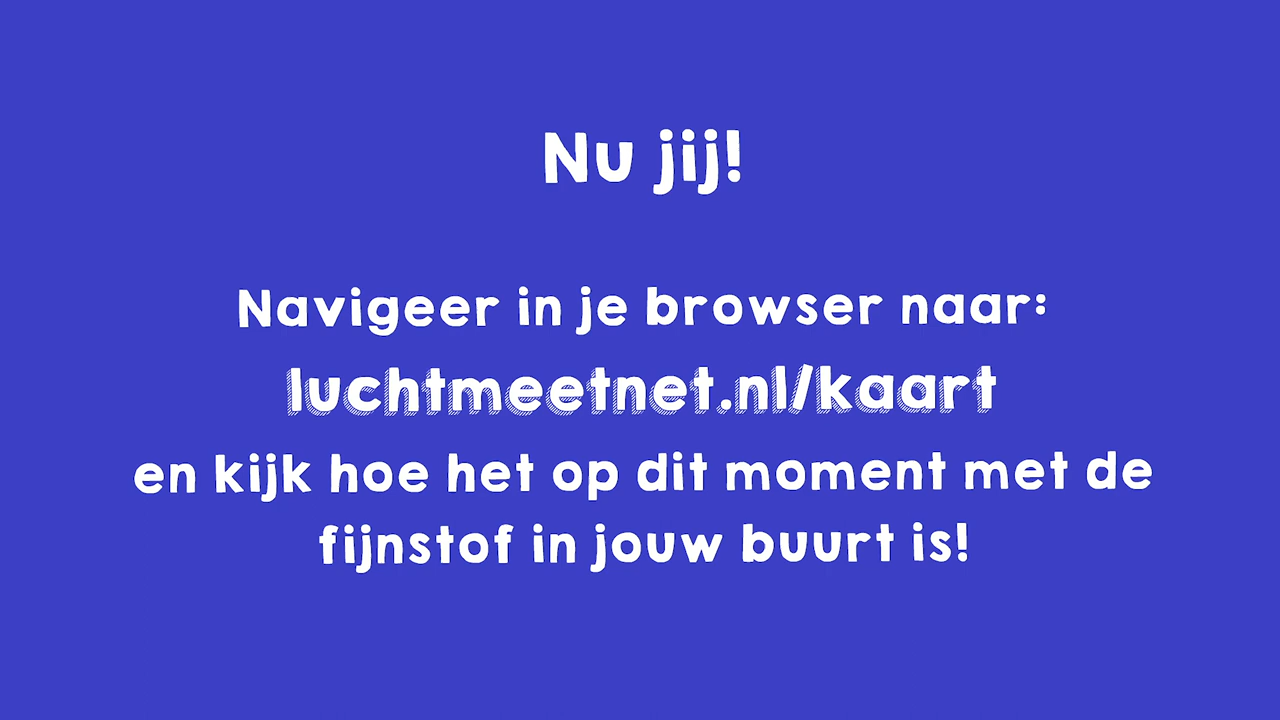 Nu jij!
Navigeer in je browser naar:
luchtmeetnet.nl/kaart
en kijk hoe het op dit moment met de
fijnstof in jouw buurt is!